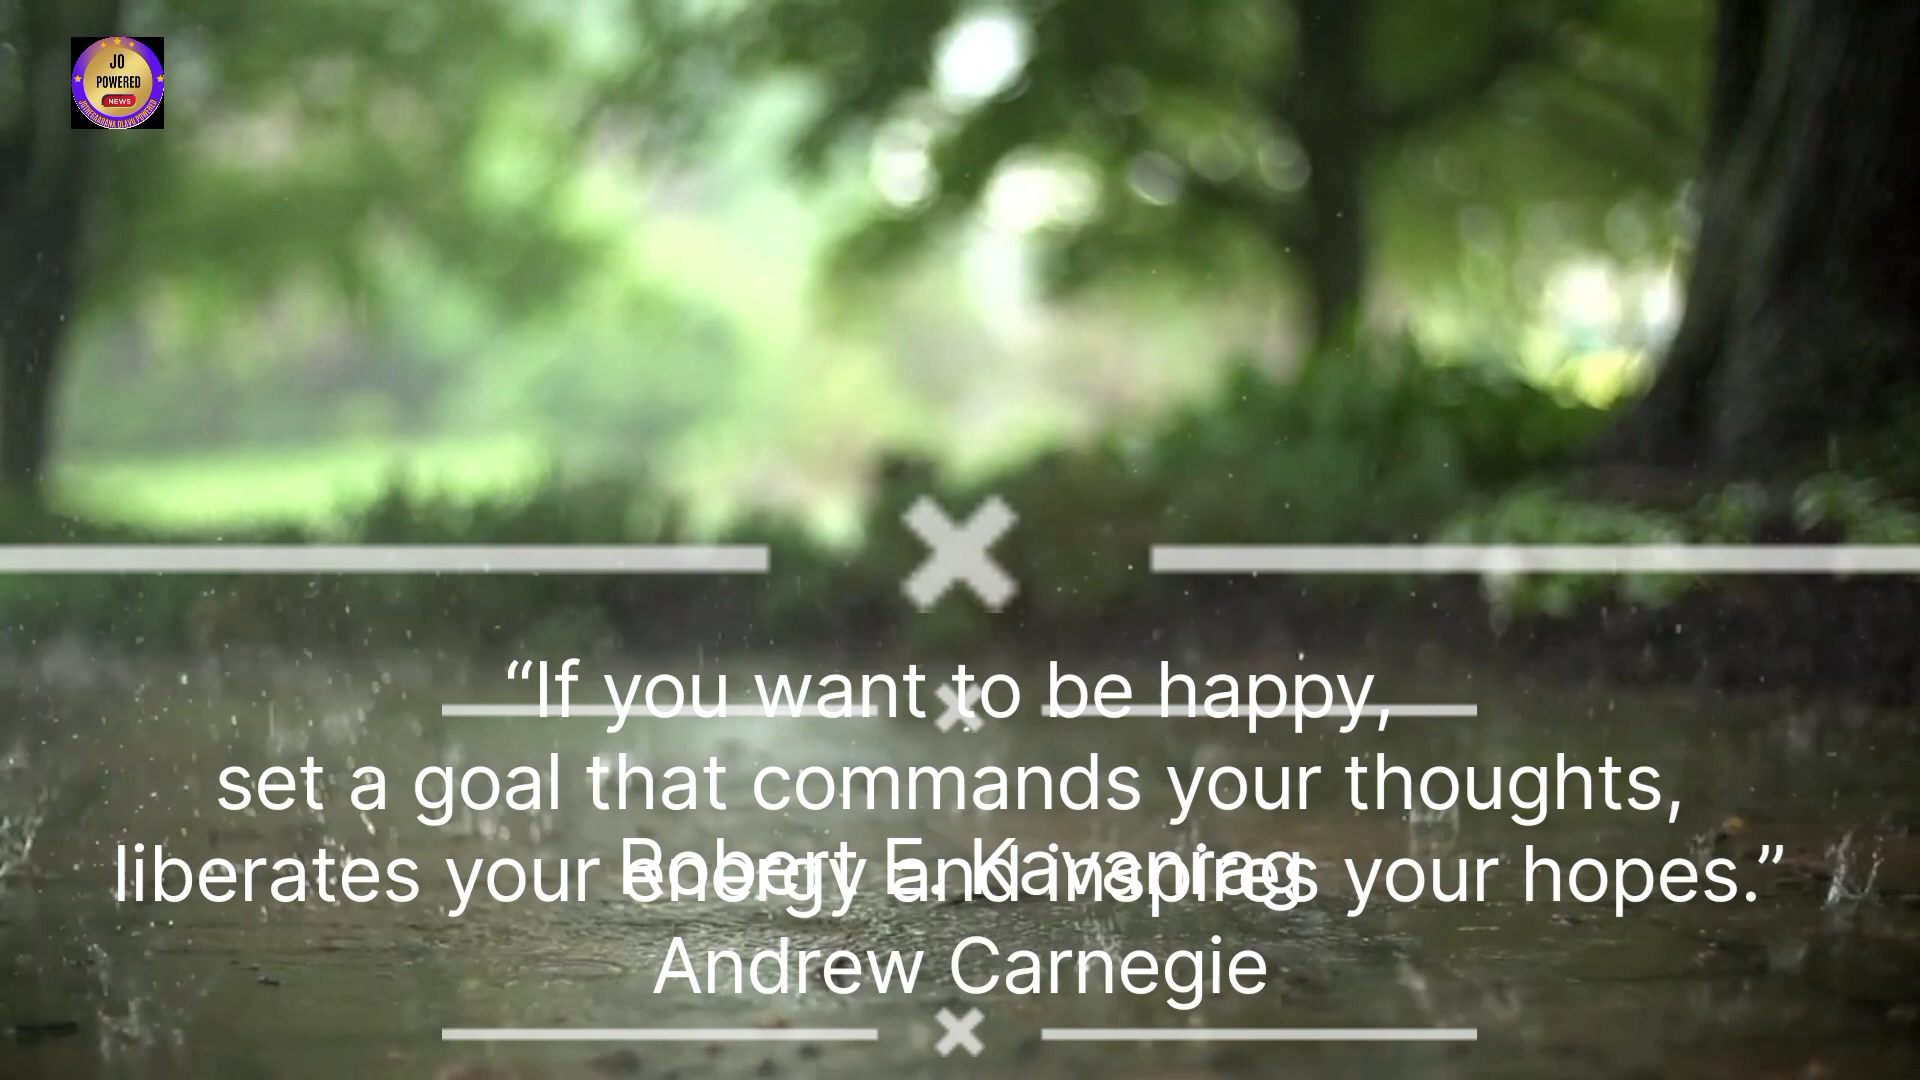 JO
POWERED
NEWS
“If you want to be happy,
set a goal that commands your thoughts,
liberates your energy and inspires your hopes.”
Robert E.
Andrew Carnegie